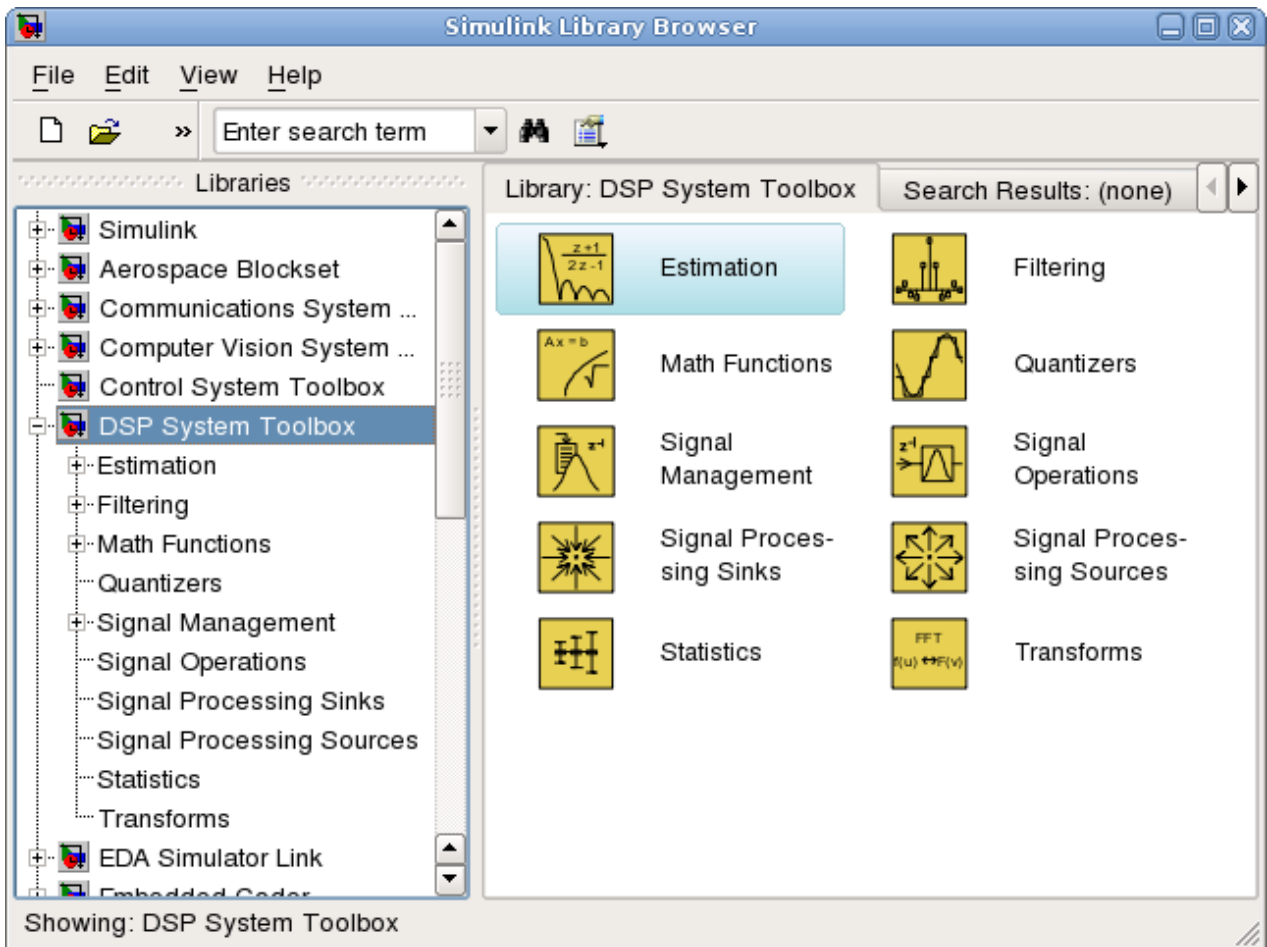 Simulink Library Browser
File Edit View Help
» Enter search term
Libraries
Simulink
Aerospace Blockset
Communications System ...
Computer Vision System ...
Control System Toolbox
DSP System Toolbox
Estimation
Filtering
Math Functions
Quantizers
Signal Management
Signal Operations
Signal Processing Sinks
Signal Processing Sources
Statistics
Transforms
EDA Simulator Link
Embedded Coder
Library: DSP System Toolbox
Search Results: (none)
z+1
2z-1
Estimation
Filtering
Ax=b
√
Math Functions
Quantizers
z-1
Signal
Management
z-1
Signal
Operations
Signal Proces-
sing Sinks
Signal Proces-
sing Sources
Statistics
FFT
f(u) ↔F(v)
Transforms
Showing: DSP System Toolbox